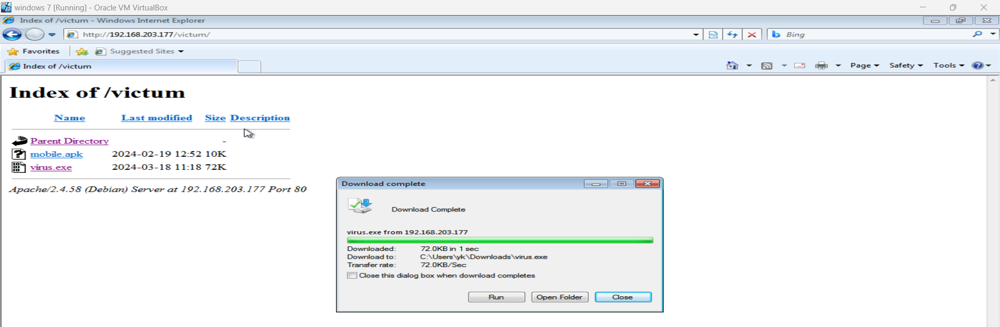 windows 7 [Running] - Oracle VM VirtualBox
Index of /victum - Windows Internet Explorer
http://192.168.203.177/victum/
Bing
Favorites
Suggested Sites
Index of /victum
Page
Safety
Tools
Index of /victum
Name Last modified Size Description
Parent Directory -
mobile.apk 2024-02-19 12:52 10K
virus.exe 2024-03-18 11:18 72K
Apache/2.4.58 (Debian) Server at 192.168.203.177 Port 80
Download complete
Download Complete
virus.exe from 192.168.203.177
Downloaded: 72.0KB in 1 sec
Download to: C:\Users\yk\Downloads\virus.exe
Transfer rate: 72.0KB/Sec
Close this dialog box when download completes
Run
Open Folder
Close